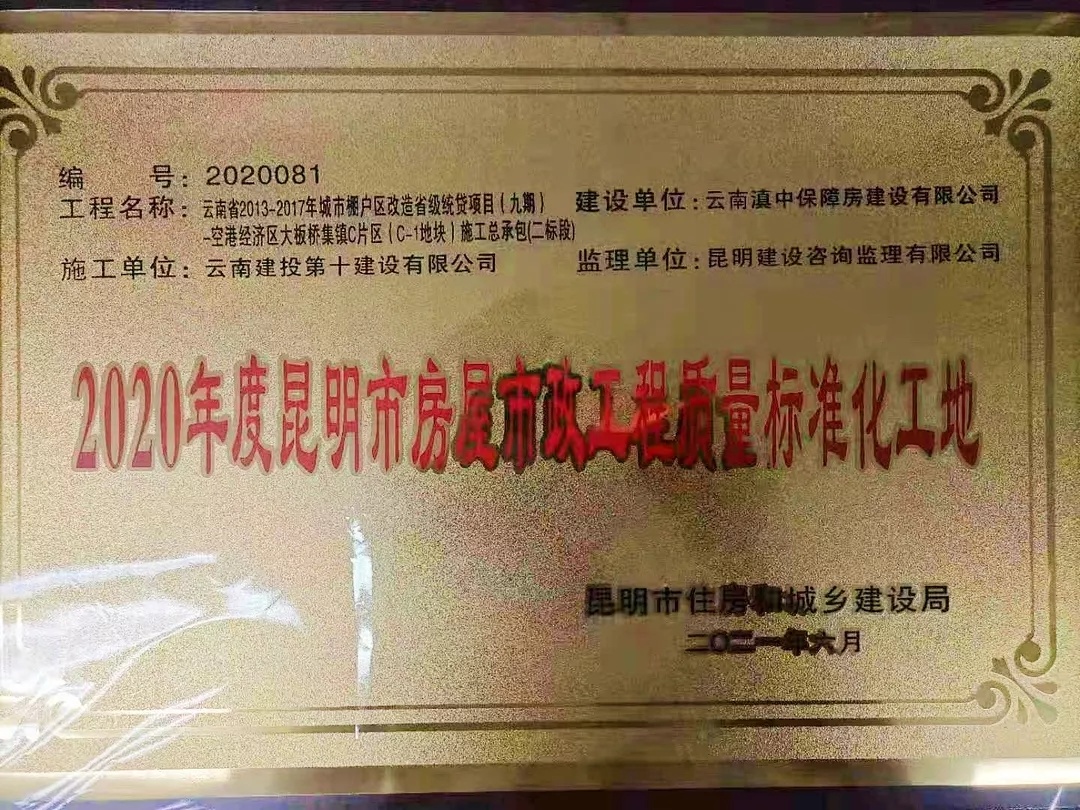 编 号：2020081
工程名称：云南省2013-2017年城市棚户区改造省级统贷项目（九期）
-空港经济区大板桥集镇C片区（C-1地块）施工总承包(二标段)
建设单位：云南滇中保障房建设有限公司
施工单位：云南建投第十建设有限公司
监理单位：昆明建设咨询监理有限公司
2020年度昆明市房屋市政工程质量标准化工地
昆明市住房和城乡建设局
二〇二一年六月